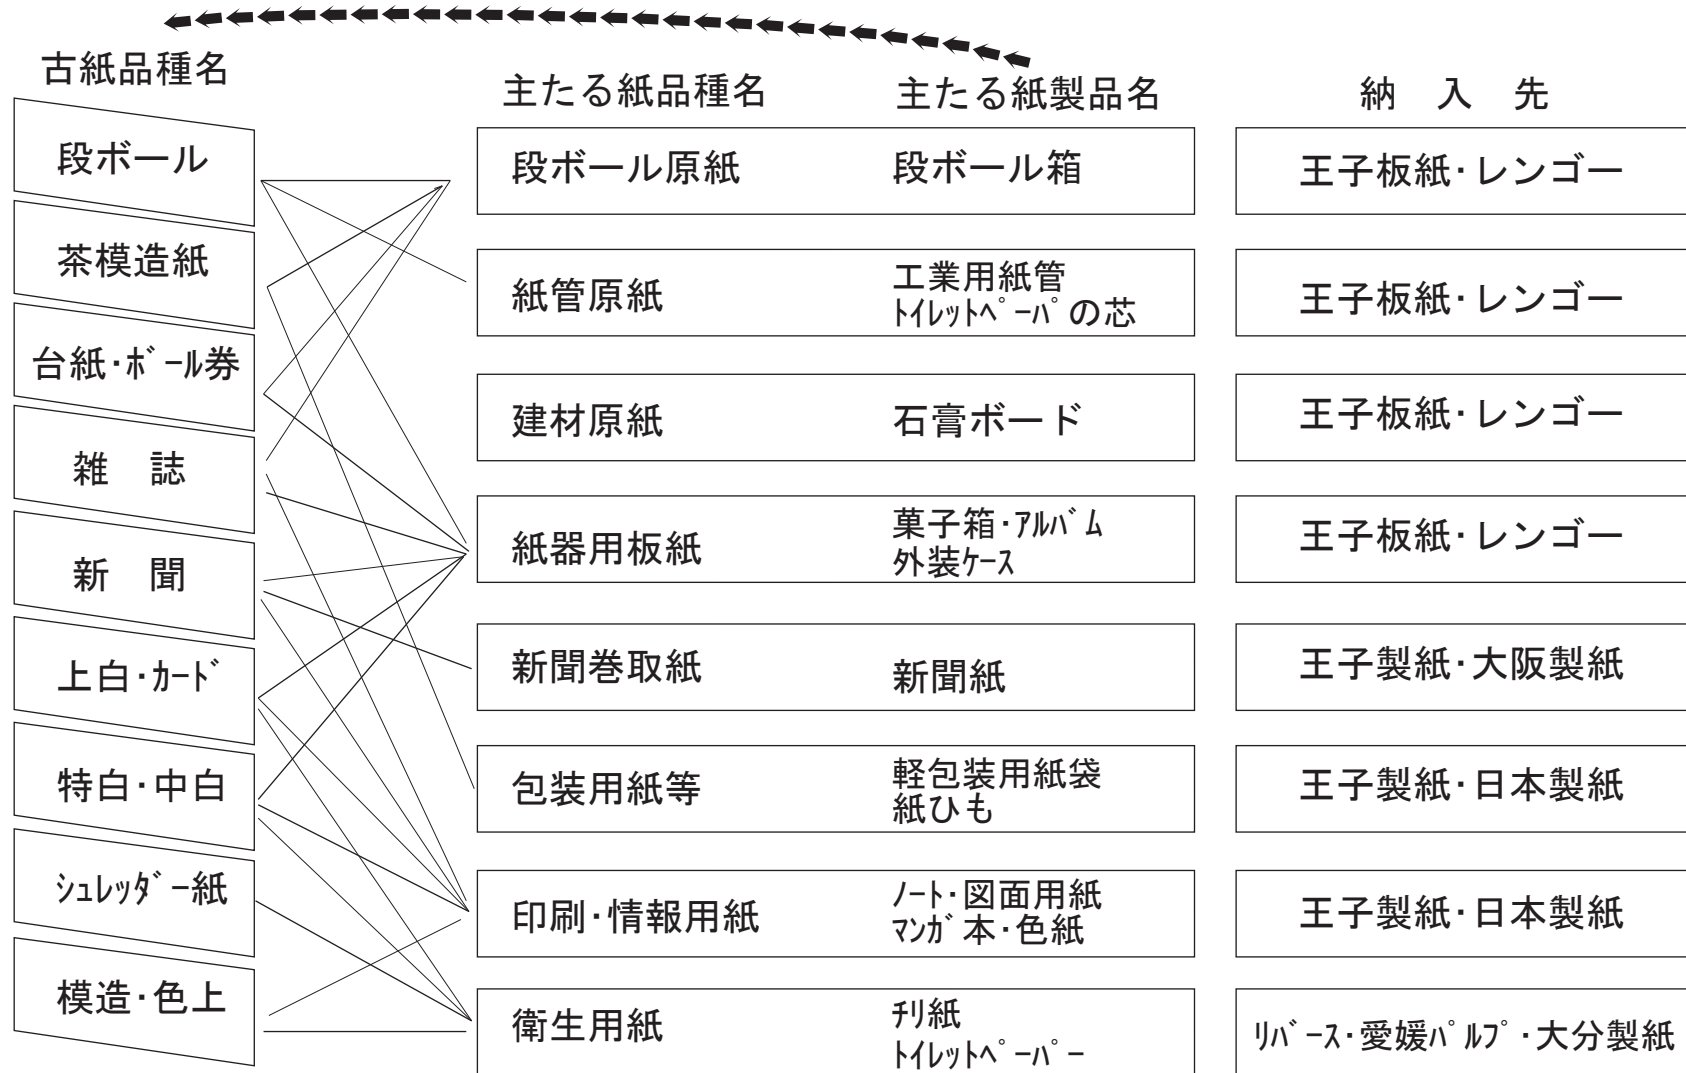 古紙品種名
主たる紙品種名
主たる紙製品名
納　入　先
段ボール
茶模造紙
台紙･ﾎﾞｰﾙ券
雑　誌
新　聞
上白･ｶｰﾄﾞ
特白･中白
ｼｭﾚｯﾀﾞｰ紙
模造･色上
段ボール原紙
段ボール箱
王子板紙･レンゴー
紙管原紙
工業用紙管
ﾄｲﾚｯﾄﾍﾟｰﾊﾟの芯
王子板紙･レンゴー
建材原紙
石膏ボード
王子板紙･レンゴー
紙器用板紙
菓子箱･ｱﾙﾊﾞﾑ
外装ｹｰｽ
王子板紙･レンゴー
新聞巻取紙
新聞紙
王子製紙･大阪製紙
包装用紙等
軽包装用紙袋
紙ひも
王子製紙･日本製紙
印刷･情報用紙
ﾉｰﾄ･図面用紙
ﾏﾝｶﾞ本･色紙
王子製紙･日本製紙
衛生用紙
ﾁﾘ紙
ﾄｲﾚｯﾄﾍﾟｰﾊﾟｰ
ﾘﾊﾞｰｽ･愛媛ﾊﾟﾙﾌﾟ･大分製紙